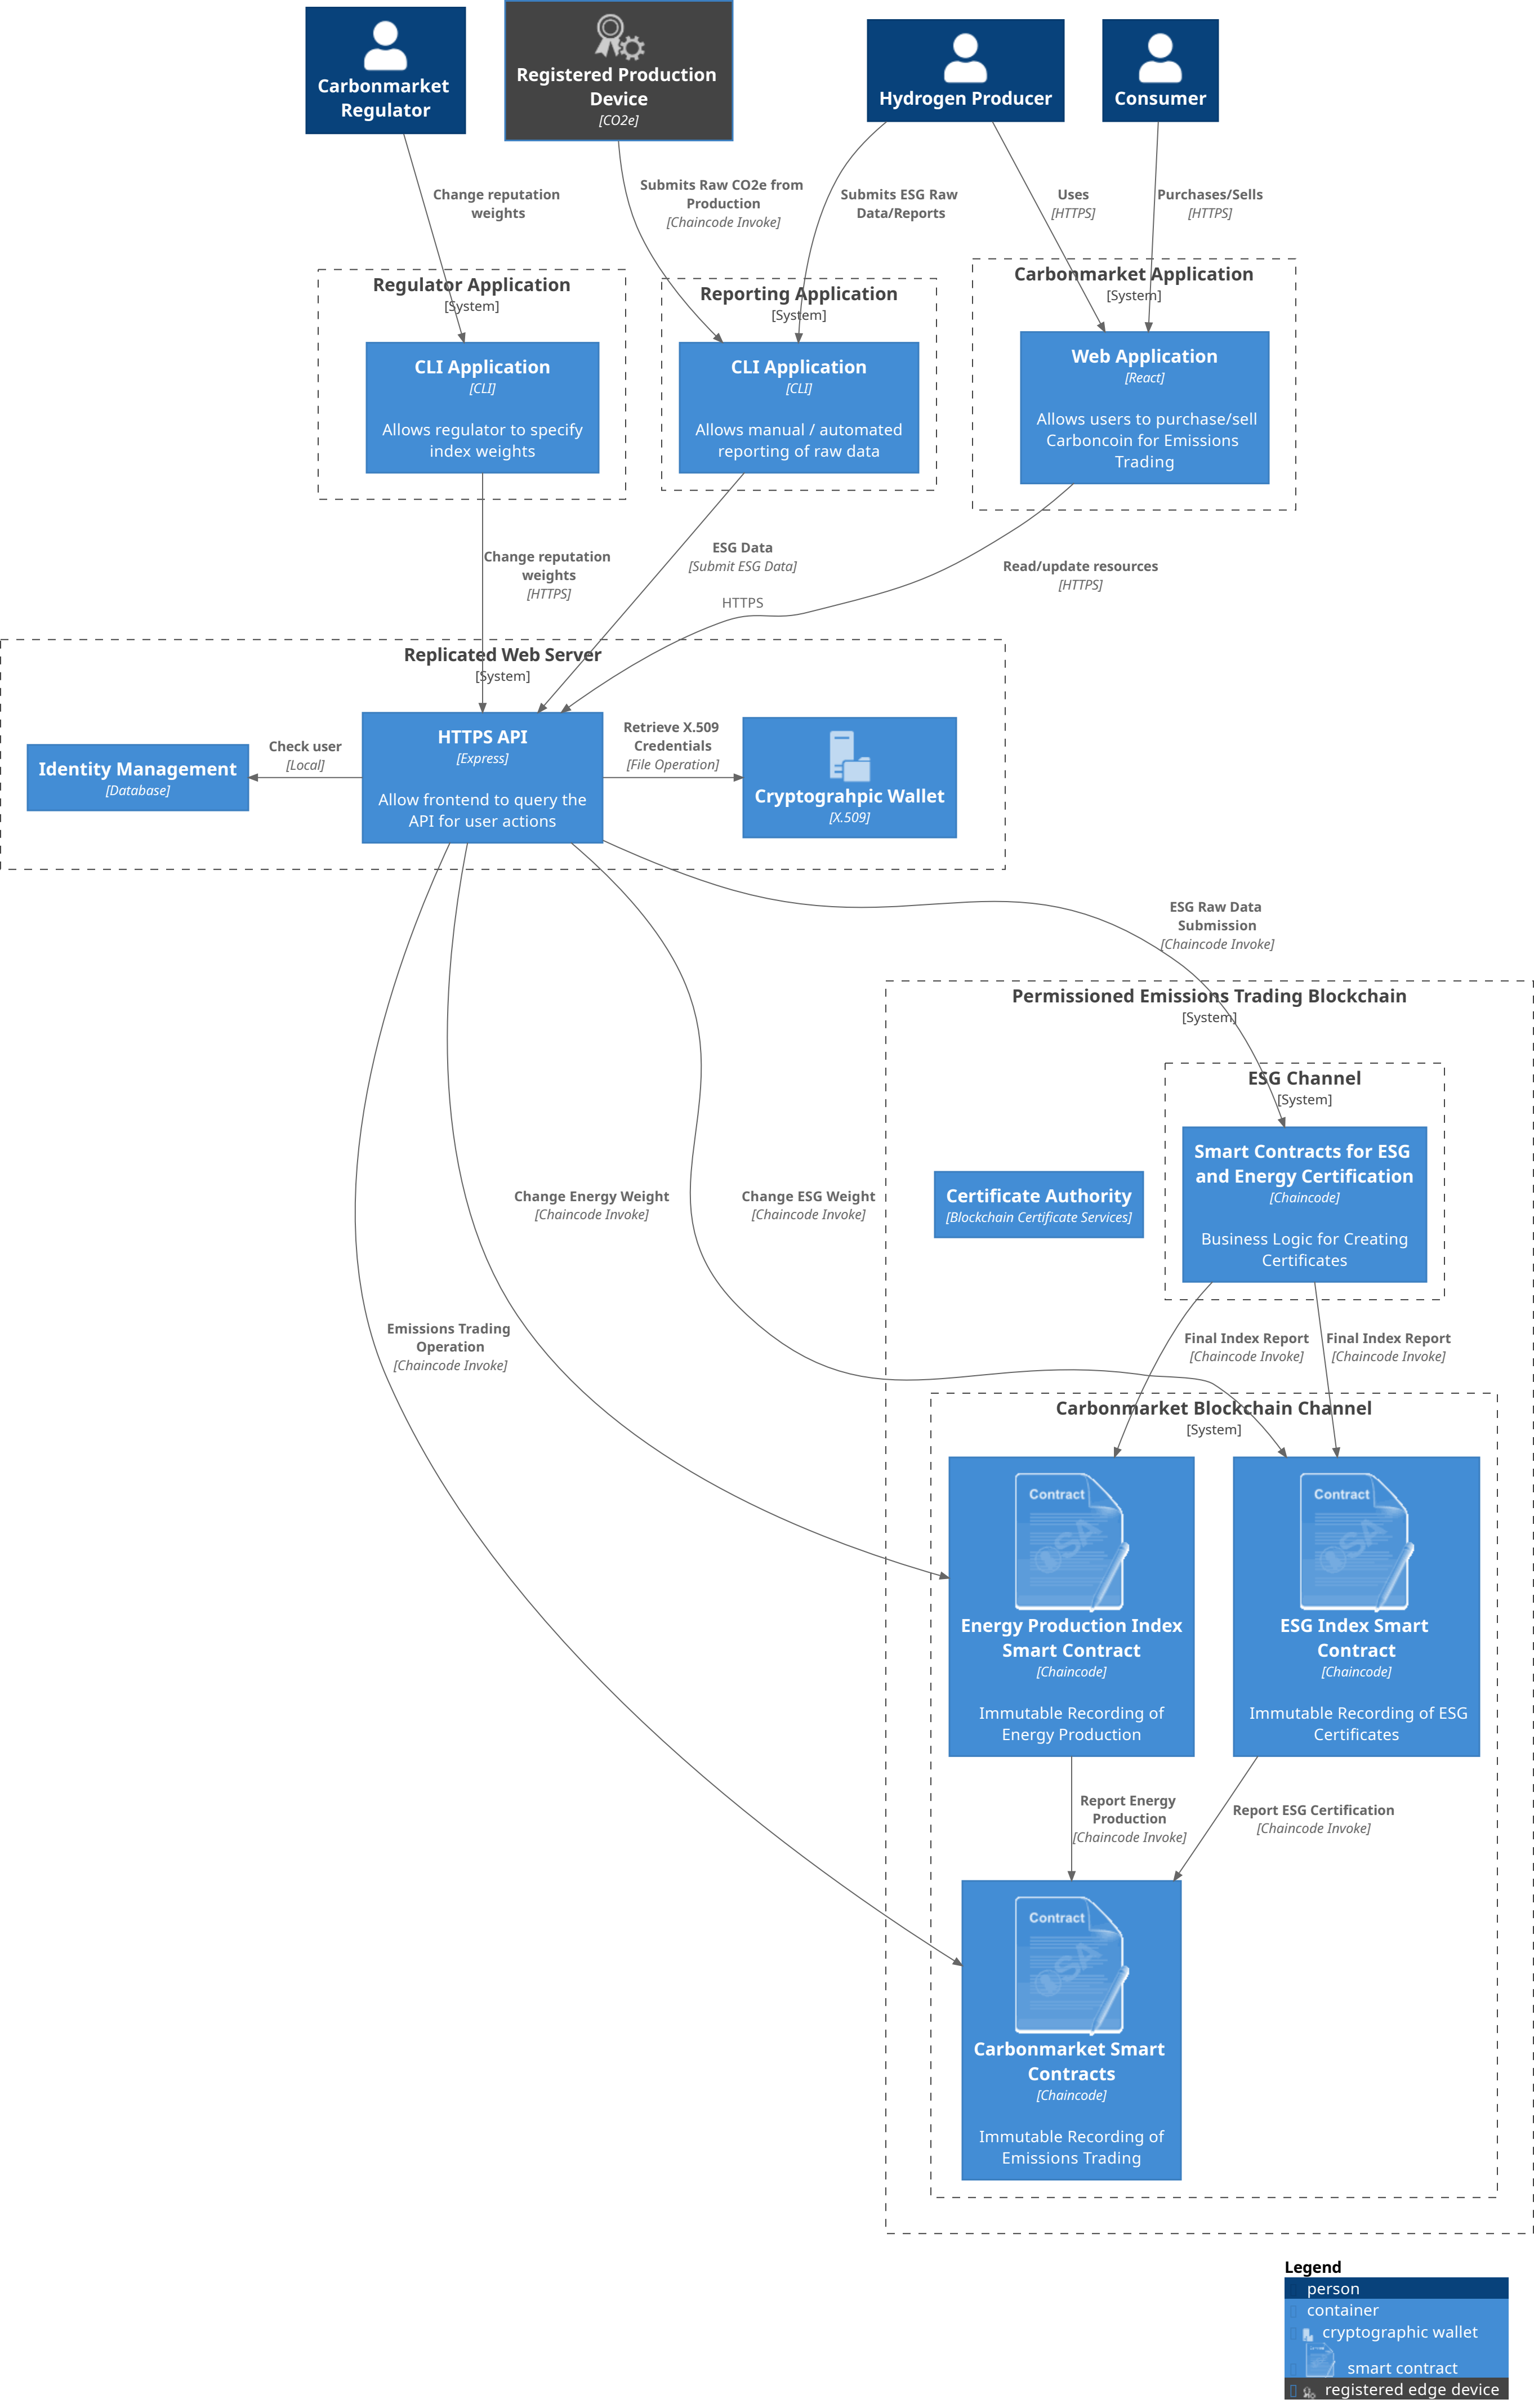 Carbonmarket
Regulator
Registered Production
Device
[CO2e]
Hydrogen Producer
Consumer
Change reputation
weights
Submits Raw CO2e from
Production
[Chaincode Invoke]
Submits ESG Raw
Data/Reports
Uses
[HTTPS]
Purchases/Sells
[HTTPS]
Regulator Application
[System]
CLI Application
[CLI]
Allows regulator to specify
index weights
Reporting Application
[System]
CLI Application
[CLI]
Allows manual / automated
reporting of raw data
Carbonmarket Application
[System]
Web Application
[React]
Allows users to purchase/sell
Carboncoin for Emissions
Trading
Change reputation
weights
[HTTPS]
ESG Data
[Submit ESG Data]
HTTPS
Read/update resources
[HTTPS]
Replicated Web Server
[System]
Identity Management
[Database]
Check user
[Local]
HTTPS API
[Express]
Allow frontend to query the
API for user actions
Retrieve X.509
Credentials
[File Operation]
Cryptograhpic Wallet
[X.509]
ESG Raw Data
Submission
[Chaincode Invoke]
Permissioned Emissions Trading Blockchain
[System]
ESG Channel
[System]
Smart Contracts for ESG
and Energy Certification
[Chaincode]
Business Logic for Creating
Certificates
Certificate Authority
[Blockchain Certificate Services]
Change Energy Weight
[Chaincode Invoke]
Change ESG Weight
[Chaincode Invoke]
Emissions Trading
Operation
[Chaincode Invoke]
Final Index Report
[Chaincode Invoke]
Final Index Report
[Chaincode Invoke]
Carbonmarket Blockchain Channel
[System]
Contract
Energy Production Index
Smart Contract
[Chaincode]
Immutable Recording of
Energy Production
Contract
ESG Index Smart
Contract
[Chaincode]
Immutable Recording of ESG
Certificates
Report Energy
Production
[Chaincode Invoke]
Report ESG Certification
[Chaincode Invoke]
Contract
Carbonmarket Smart
Contracts
[Chaincode]
Immutable Recording of
Emissions Trading
Legend
person
container
cryptographic wallet
smart contract
registered edge device